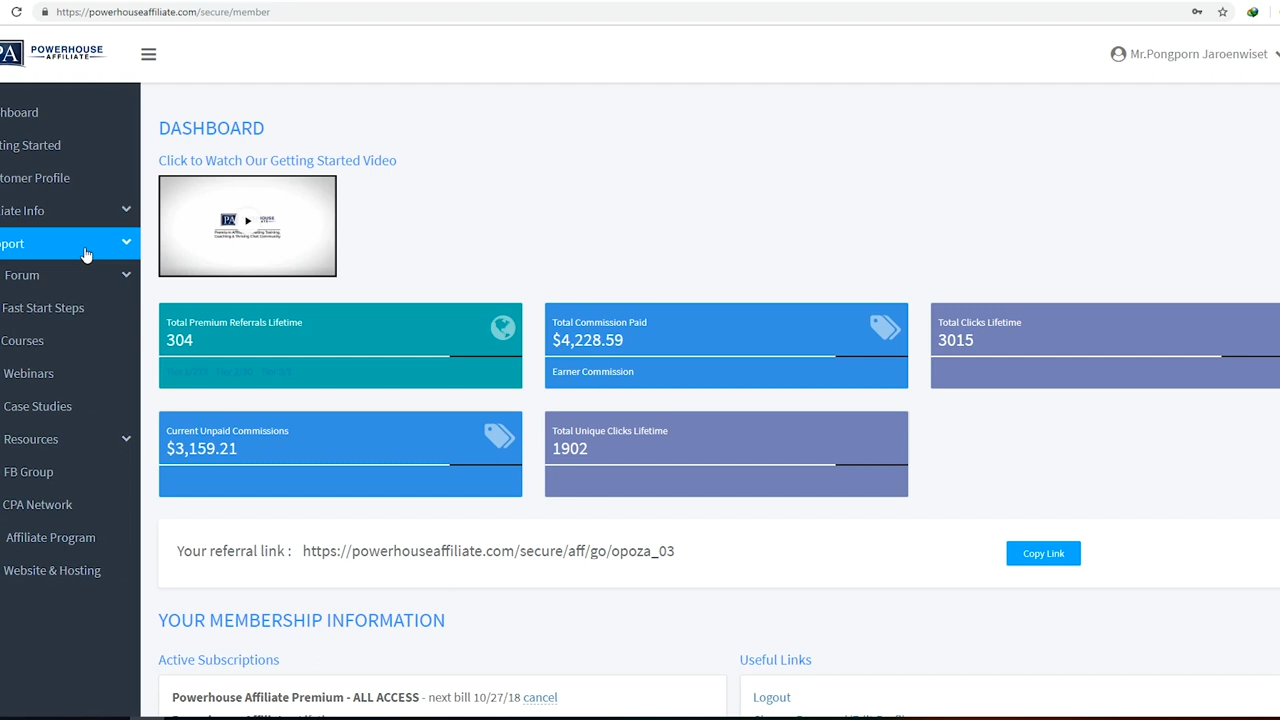 https://powerhouseaffiliate.com/secure/member
PA POWERHOUSE
AFFILIATE
Mr.Pongporn Jaroenwiset
hboard
ting Started
tomer Profile
iate Info
port
Forum
Fast Start Steps
Courses
Webinars
Case Studies
Resources
FB Group
CPA Network
Affiliate Program
Website & Hosting
DASHBOARD
Click to Watch Our Getting Started Video
Total Premium Referrals Lifetime
304
Total Commission Paid
$4,228.59
Earner Commission
Total Clicks Lifetime
3015
Current Unpaid Commissions
$3,159.21
Total Unique Clicks Lifetime
1902
Your referral link : https://powerhouseaffiliate.com/secure/aff/go/opoza_03
Copy Link
YOUR MEMBERSHIP INFORMATION
Active Subscriptions
Powerhouse Affiliate Premium - ALL ACCESS - next bill 10/27/18 cancel
Useful Links
Logout